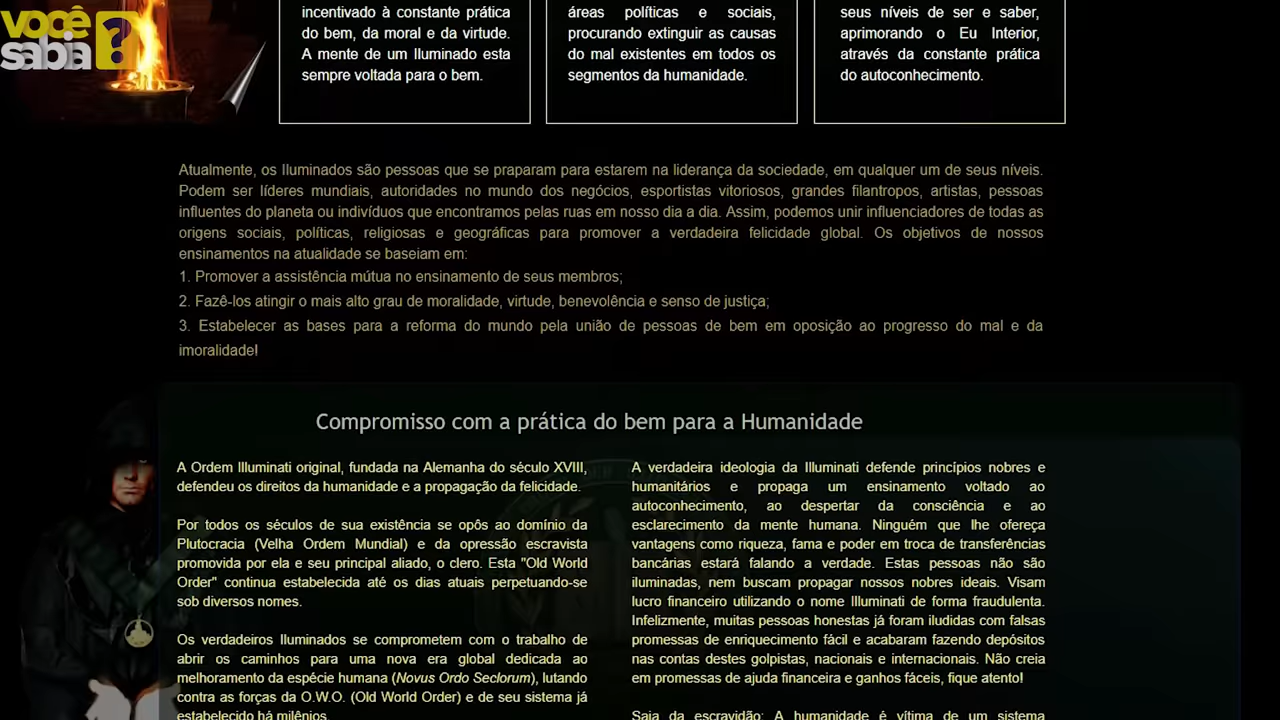 você
sabia?
incentivado à constante prática
do bem, da moral e da virtude.
A mente de um Iluminado esta
sempre voltada para o bem.
áreas políticas e sociais,
procurando extinguir as causas
do mal existentes em todos os
segmentos da humanidade.
seus níveis de ser e saber,
aprimorando o Eu Interior,
através da constante prática
do autoconhecimento.
Atualmente, os Iluminados são pessoas que se praparam para estarem na liderança da sociedade, em qualquer um de seus níveis.
Podem ser líderes mundiais, autoridades no mundo dos negócios, esportistas vitoriosos, grandes filantropos, artistas, pessoas
influentes do planeta ou indivíduos que encontramos pelas ruas em nosso dia a dia. Assim, podemos unir influenciadores de todas as
origens sociais, políticas, religiosas e geográficas para promover a verdadeira felicidade global. Os objetivos de nossos
ensinamentos na atualidade se baseiam em:
1. Promover a assistência mútua no ensinamento de seus membros;
2. Fazê-los atingir o mais alto grau de moralidade, virtude, benevolência e senso de justiça;
3. Estabelecer as bases para a reforma do mundo pela união de pessoas de bem em oposição ao progresso do mal e da
imoralidade!
Compromisso com a prática do bem para a Humanidade
A Ordem Illuminati original, fundada na Alemanha do século XVIII,
defendeu os direitos da humanidade e a propagação da felicidade.
Por todos os séculos de sua existência se opôs ao domínio da
Plutocracia (Velha Ordem Mundial) e da opressão escravista
promovida por ela e seu principal aliado, o clero. Esta "Old World
Order" continua estabelecida até os dias atuais perpetuando-se
sob diversos nomes.
Os verdadeiros Iluminados se comprometem com o trabalho de
abrir os caminhos para uma nova era global dedicada ao
melhoramento da espécie humana (Novus Ordo Seclorum), lutando
contra as forças da O.W.O. (Old World Order) e de seu sistema já
estabelecido há milênios.
A verdadeira ideologia da Illuminati defende princípios nobres e
humanitários e propaga um ensinamento voltado ao
autoconhecimento, ao despertar da consciência e ao
esclarecimento da mente humana. Ninguém que lhe ofereça
vantagens como riqueza, fama e poder em troca de transferências
bancárias estará falando a verdade. Estas pessoas não são
iluminadas, nem buscam propagar nossos nobres ideais. Visam
lucro financeiro utilizando o nome Illuminati de forma fraudulenta.
Infelizmente, muitas pessoas honestas já foram iludidas com falsas
promessas de enriquecimento fácil e acabaram fazendo depósitos
nas contas destes golpistas, nacionais e internacionais. Não creia
em promessas de ajuda financeira e ganhos fáceis, fique atento!
Saia da escravidão: A humanidade é vítima de um sistema